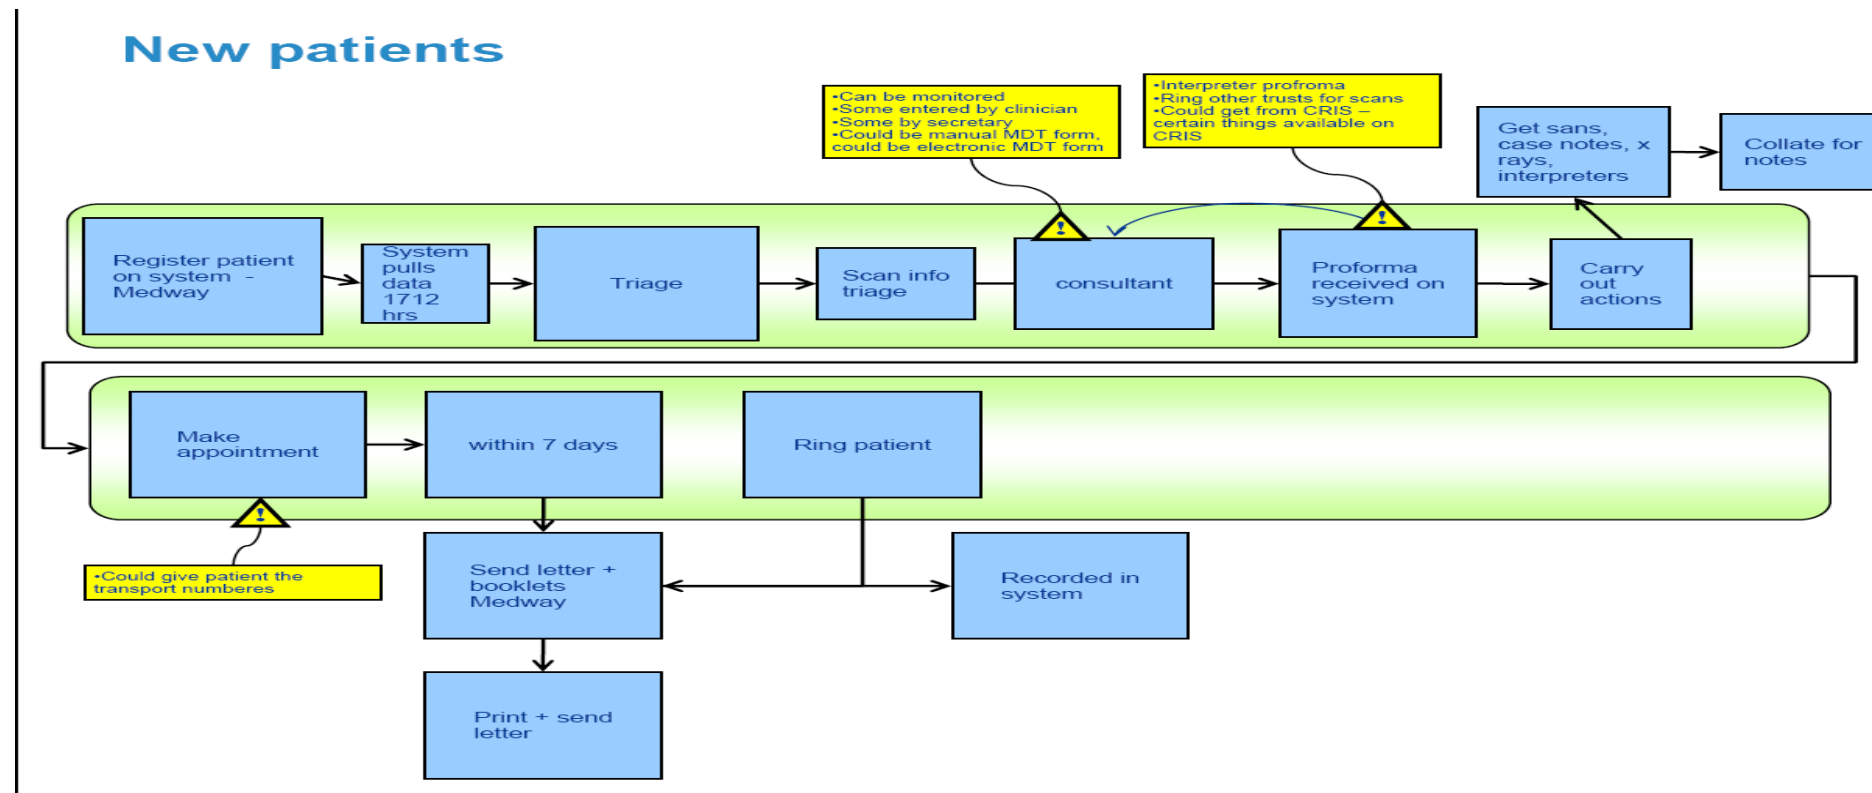 New patients
•Can be monitored
•Some entered by clinician
•Some by secretary
•Could be manual MDT form,
could be electronic MDT form
•Interpreter profroma
•Ring other trusts for scans
•Could get from CRIS –
certain things available on
CRIS
Get sans,
case notes, x
rays,
interpreters
Collate for
notes
Register patient
on system -
Medway
System
pulls
data
1712
hrs
Triage
Scan info
triage
!
consultant
!
Proforma
received on
system
Carry
out
actions
Make
appointment
within 7 days
Ring patient
!
•Could give patient the
transport numberes
Send letter +
booklets
Medway
Recorded in
system
Print + send
letter